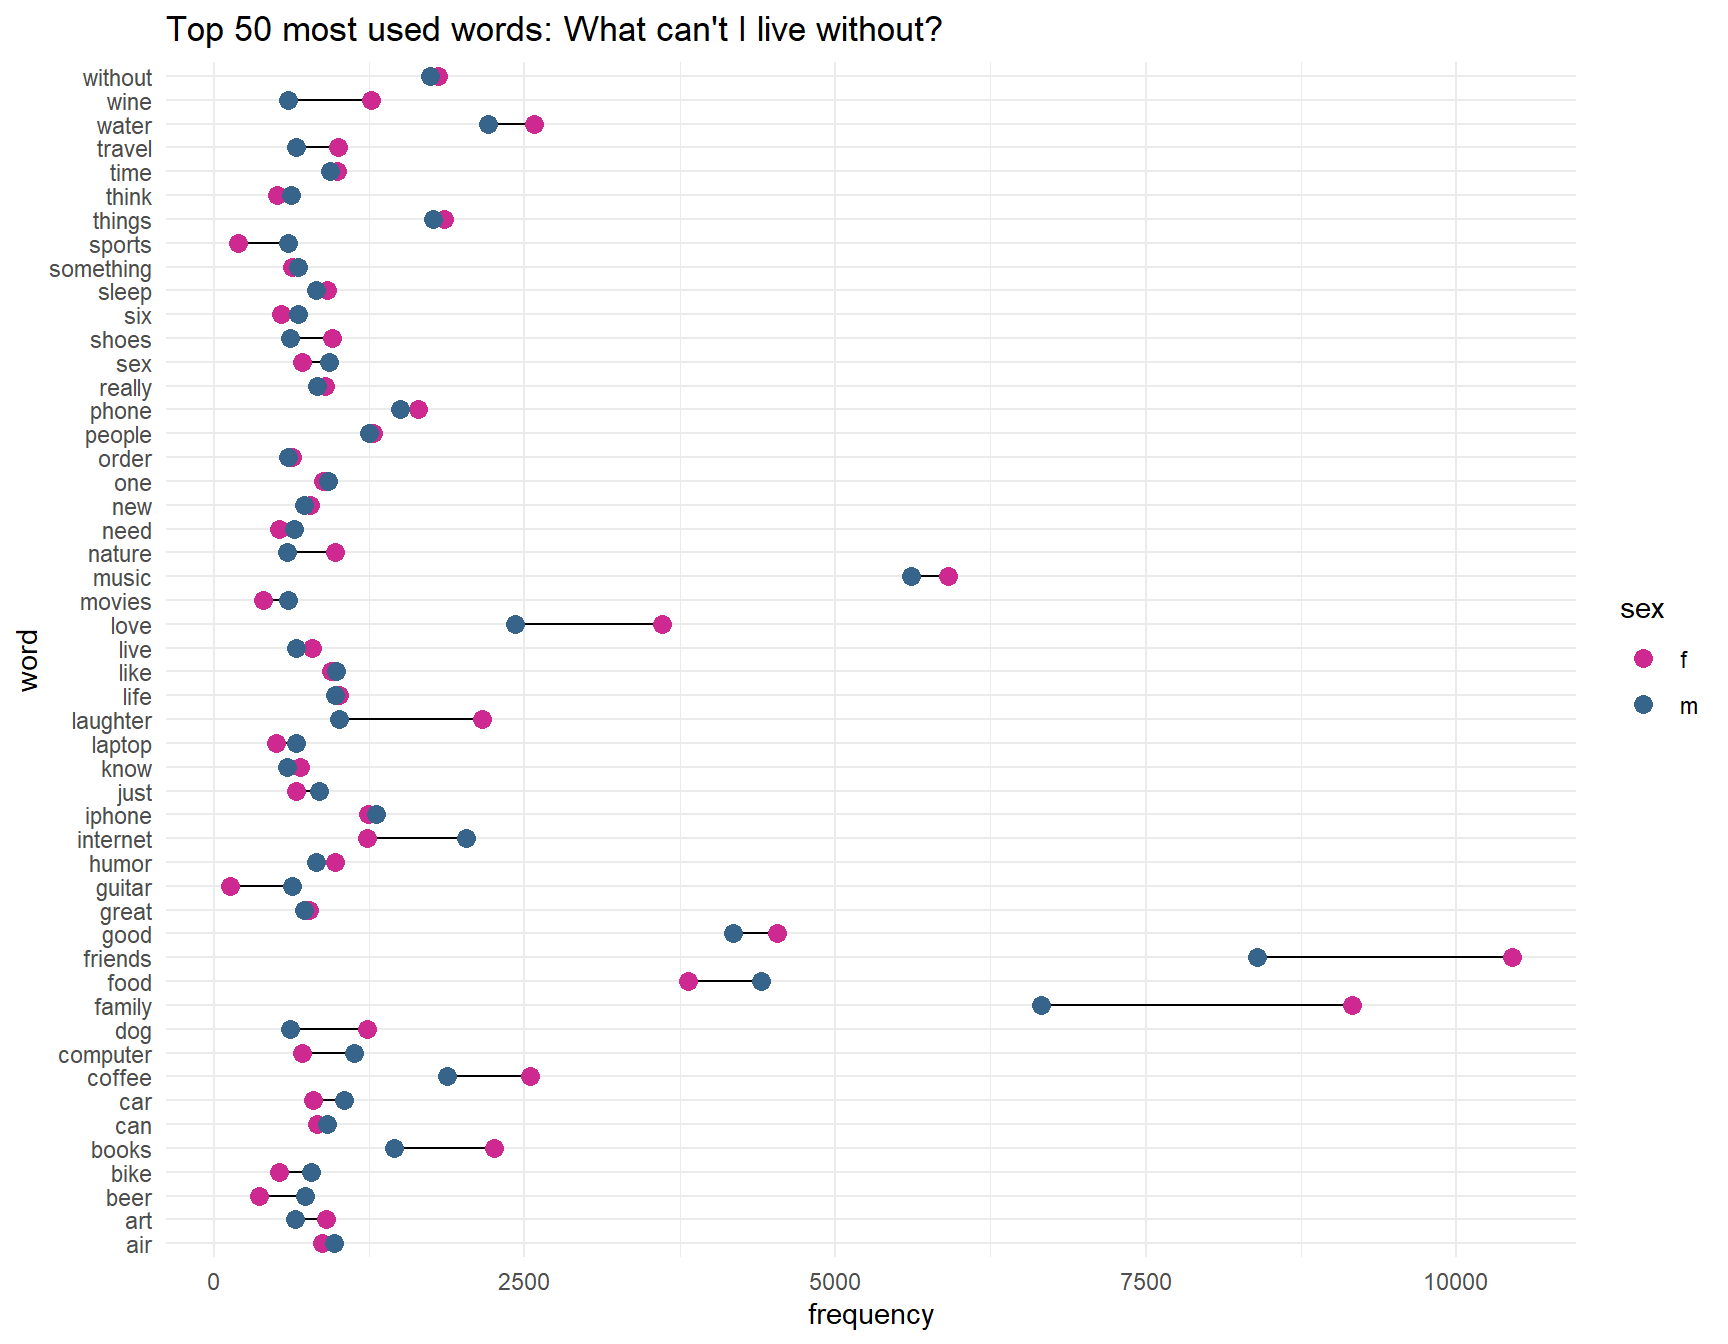 Top 50 most used words: What can't I live without?
without
wine
water
travel
time
think
things
sports
something
sleep
six
shoes
sex
really
phone
people
order
one
new
need
nature
music
movies
love
live
like
life
laughter
laptop
know
just
iphone
internet
humor
guitar
great
good
friends
food
family
dog
computer
coffee
car
can
books
bike
beer
art
air
word
0 2500 5000 7500 10000
frequency
sex
f
m